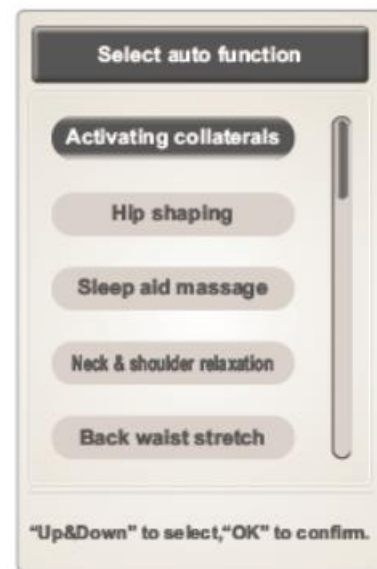 Select auto function
Activating collaterals
Hip shaping
Sleep aid massage
Neck & shoulder relaxation
Back waist stretch
“Up&Down” to select,“OK” to confirm.